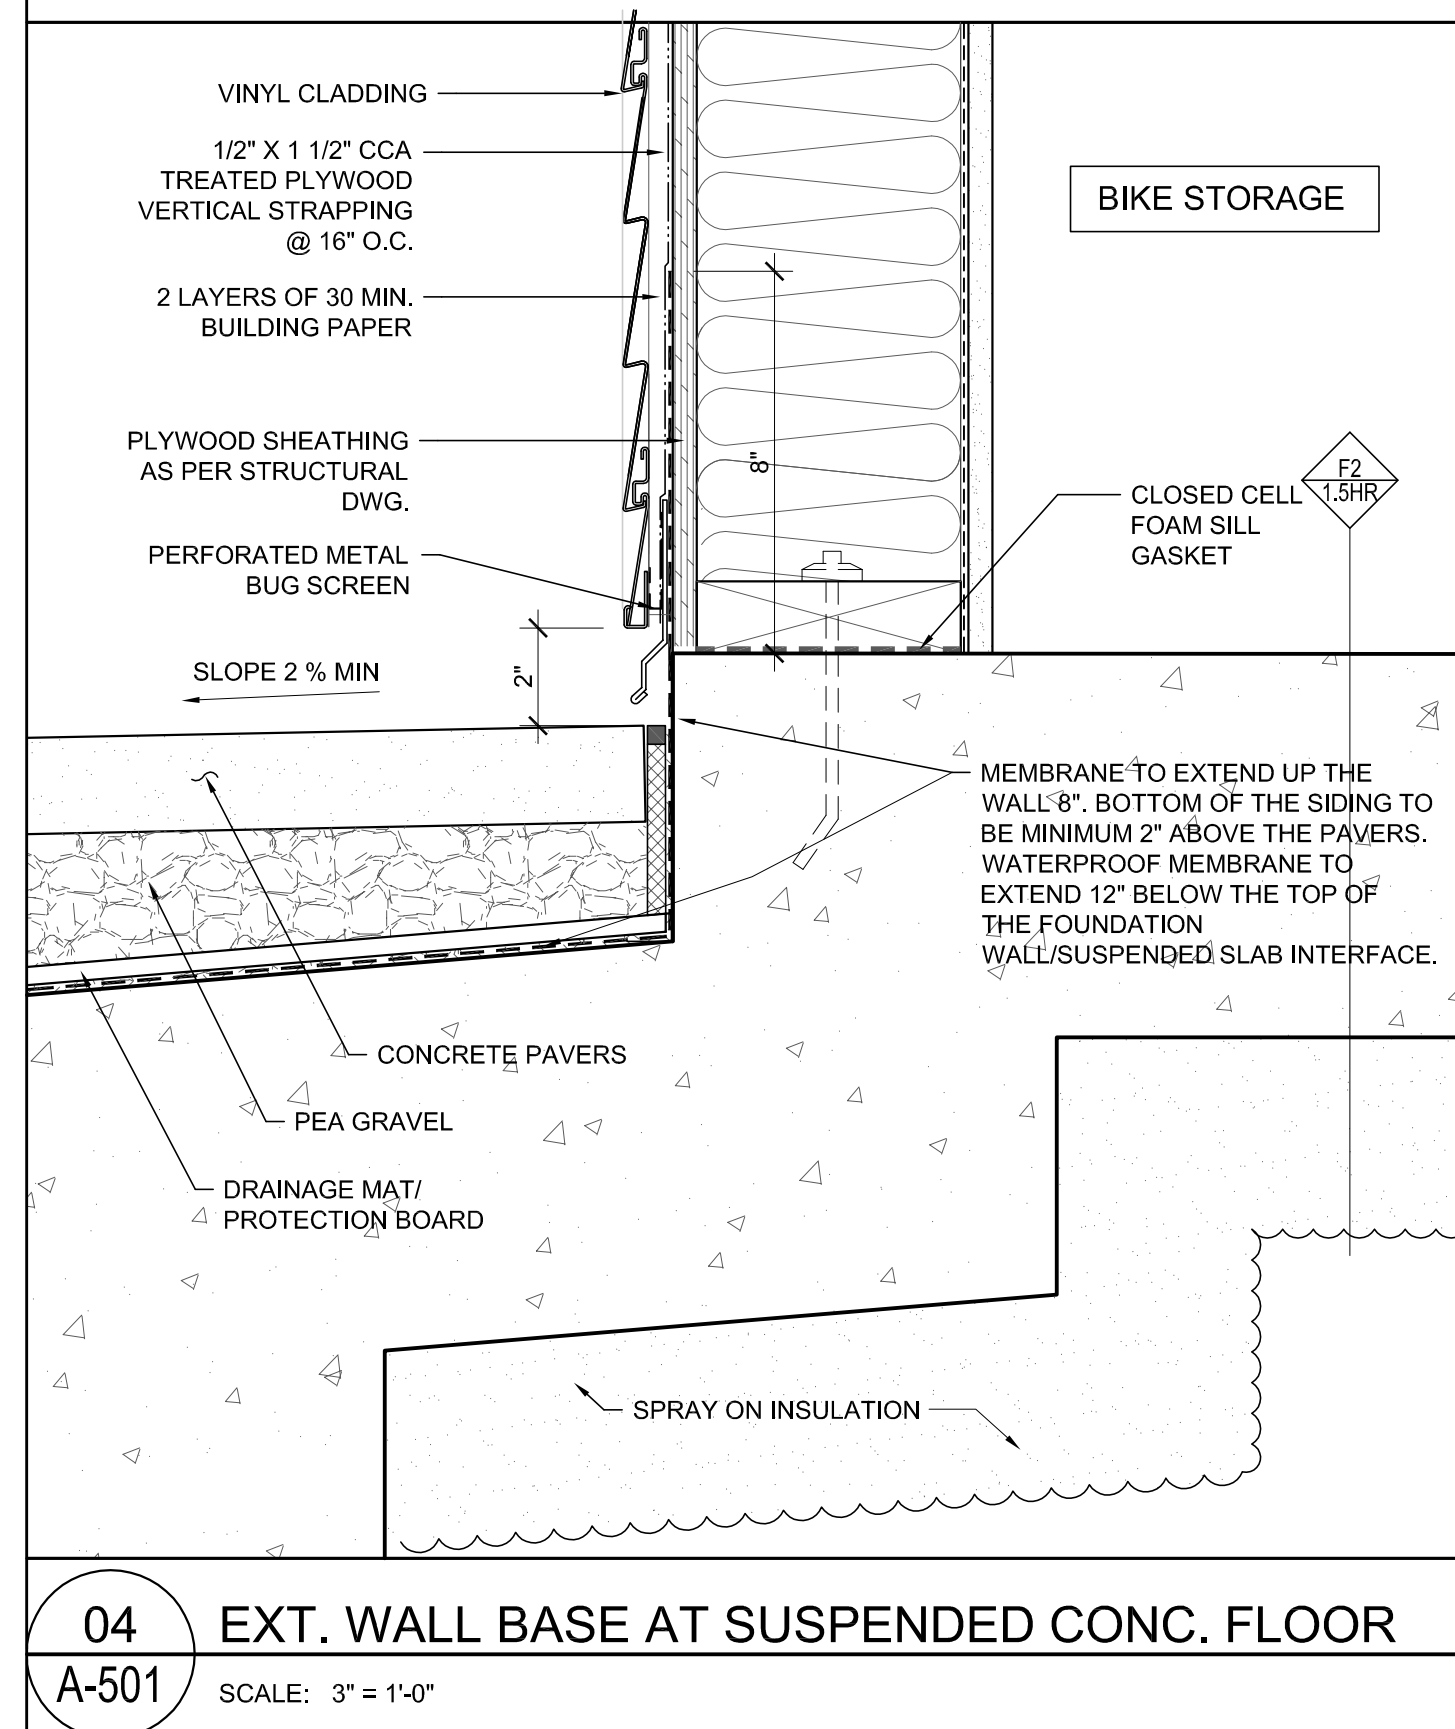 VINYL CLADDING
1/2" X 1 1/2" CCA
TREATED PLYWOOD
VERTICAL STRAPPING
@ 16" O.C.
2 LAYERS OF 30 MIN.
BUILDING PAPER
PLYWOOD SHEATHING
AS PER STRUCTURAL
DWG.
PERFORATED METAL
BUG SCREEN
SLOPE 2 % MIN
2"
8"
BIKE STORAGE
F2
1.5HR
CLOSED CELL
FOAM SILL
GASKET
MEMBRANE TO EXTEND UP THE
WALL 8". BOTTOM OF THE SIDING TO
BE MINIMUM 2" ABOVE THE PAVERS.
WATERPROOF MEMBRANE TO
EXTEND 12" BELOW THE TOP OF
THE FOUNDATION
WALL/SUSPENDED SLAB INTERFACE.
CONCRETE PAVERS
PEA GRAVEL
DRAINAGE MAT/
PROTECTION BOARD
SPRAY ON INSULATION
04
A-501
EXT. WALL BASE AT SUSPENDED CONC. FLOOR
SCALE: 3" = 1'-0"